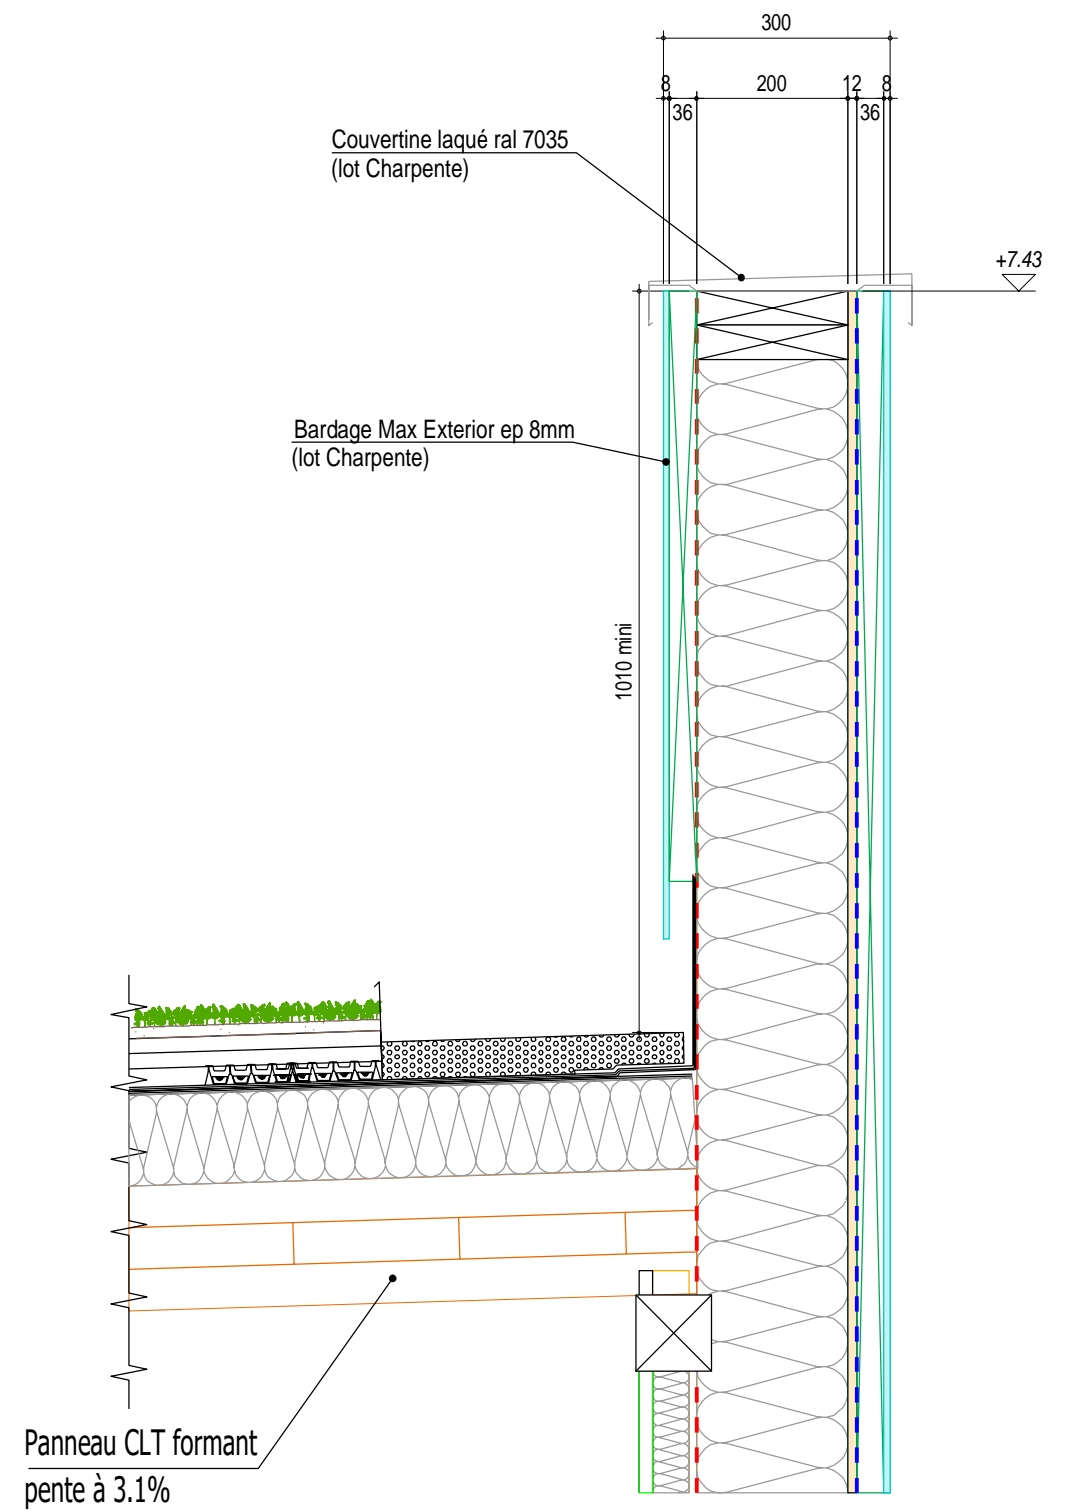 300
8
200
12
8
36
36
Couvertine laqué ral 7035
(lot Charpente)
+7.43
Bardage Max Exterior ep 8mm
(lot Charpente)
1010 mini
Panneau CLT formant
pente à 3.1%